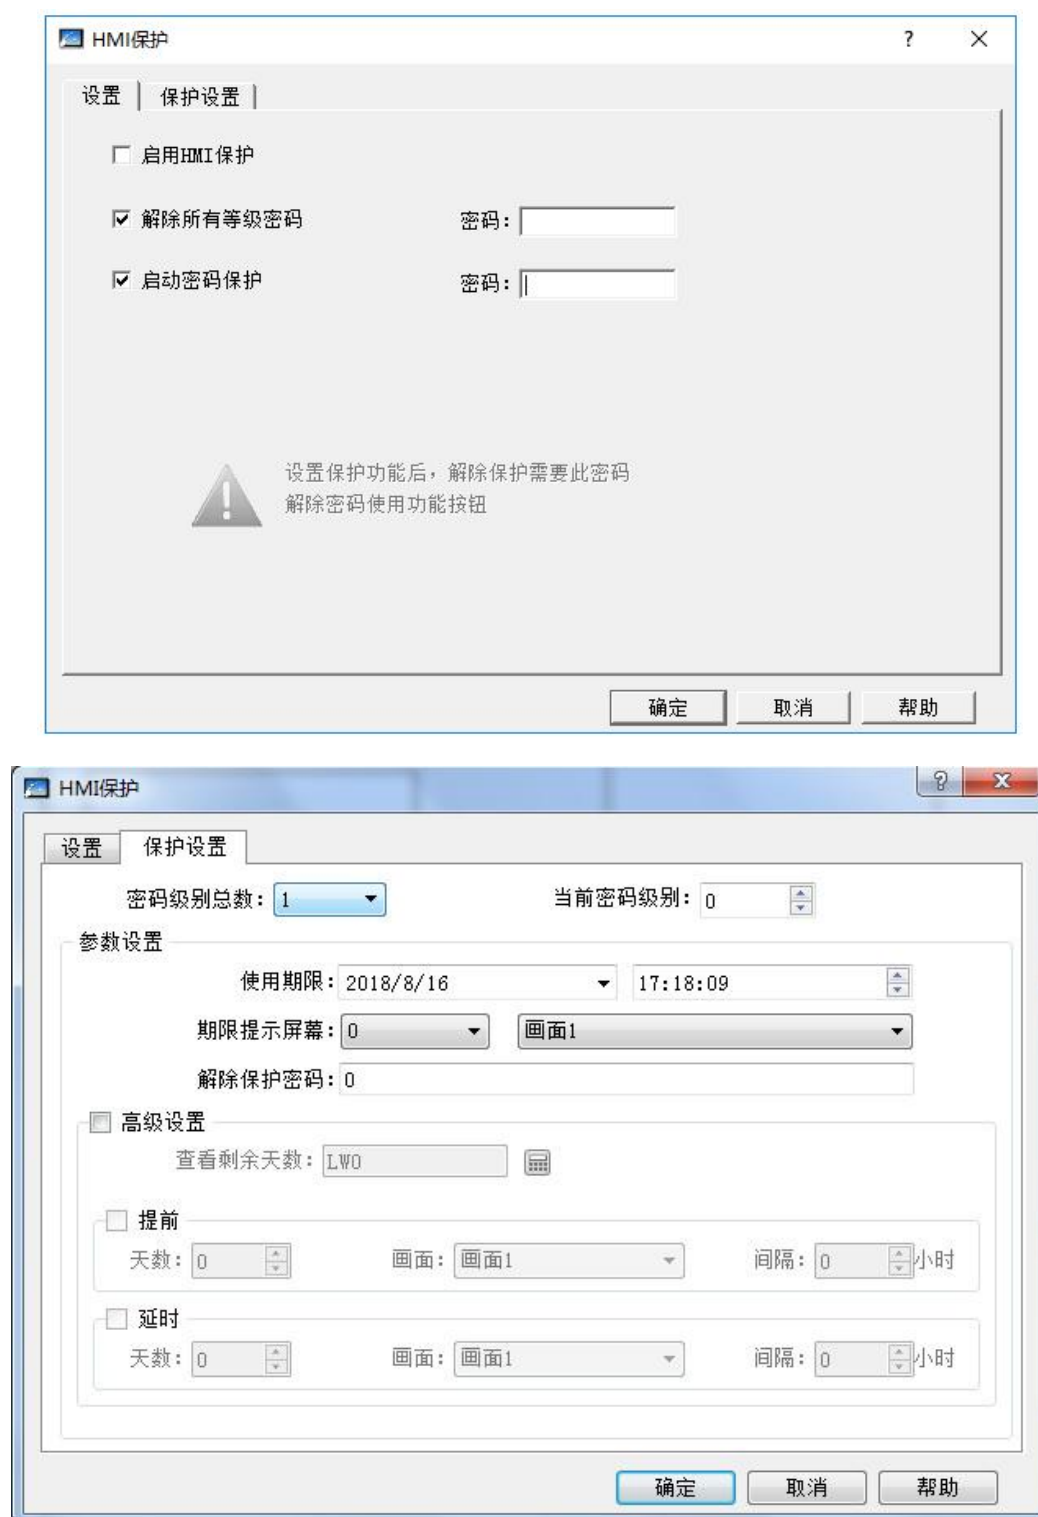 HMI保护 ?
设置 保护设置
启用HMI保护
解除所有等级密码 密码:
启动密码保护 密码:
设置保护功能后，解除保护需要此密码
解除密码使用功能按钮
确定 取消 帮助
HMI保护 ?
设置 保护设置
密码级别总数: 1 当前密码级别: 0
参数设置
使用期限: 2018/8/16 17:18:09
期限提示屏幕: 0 画面1
解除保护密码: 0
高级设置
查看剩余天数: LW0
提前
天数: 0 画面: 画面1 间隔: 0 小时
延时
天数: 0 画面: 画面1 间隔: 0 小时
确定 取消 帮助